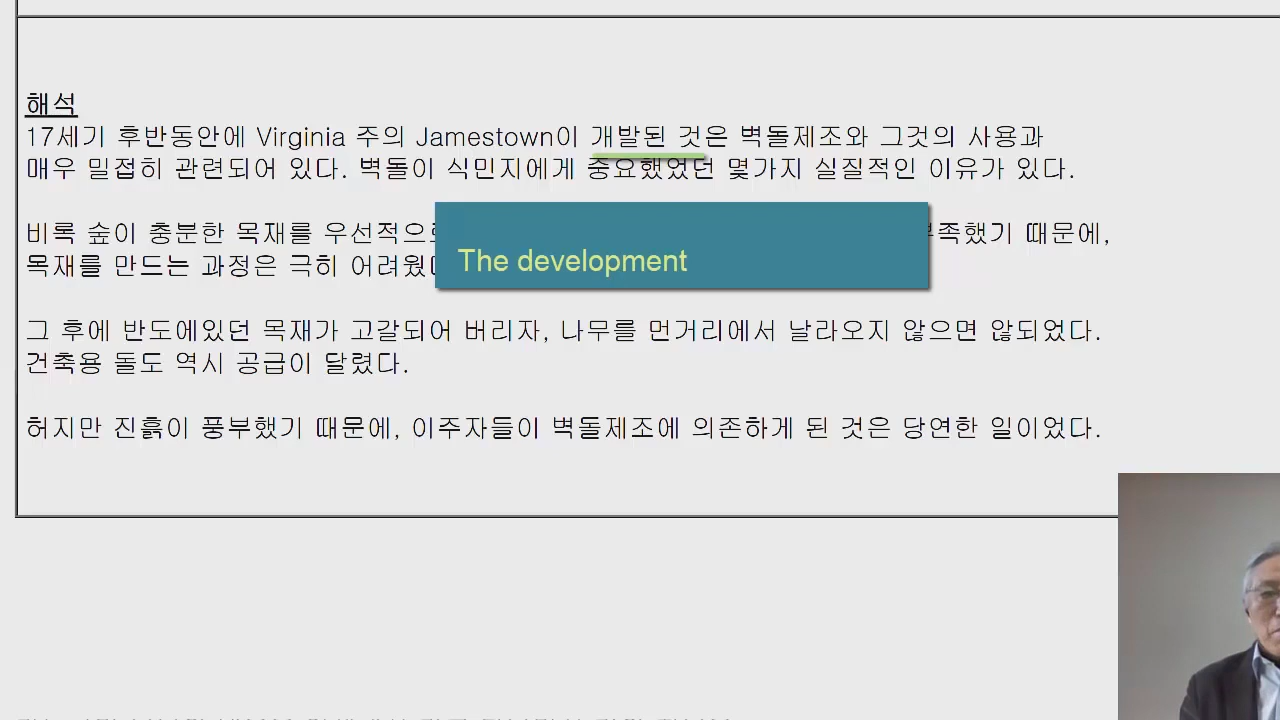 해석
17세기 후반동안에 Virginia 주의 Jamestown이 개발된 것은 벽돌제조와 그것의 사용과
매우 밀접히 관련되어 있다. 벽돌이 식민지에게 중요했었던 몇가지 실질적인 이유가 있다.
비록 숲이 충분한 목재를 우선적으 부족했기 때문에,
The development
목재를 만드는 과정은 극히 어려웠
그 후에 반도에있던 목재가 고갈되어 버리자, 나무를 먼거리에서 날라오지 않으면 않되었다.
건축용 돌도 역시 공급이 달렸다.
허지만 진흙이 풍부했기 때문에, 이주자들이 벽돌제조에 의존하게 된 것은 당연한 일이었다.